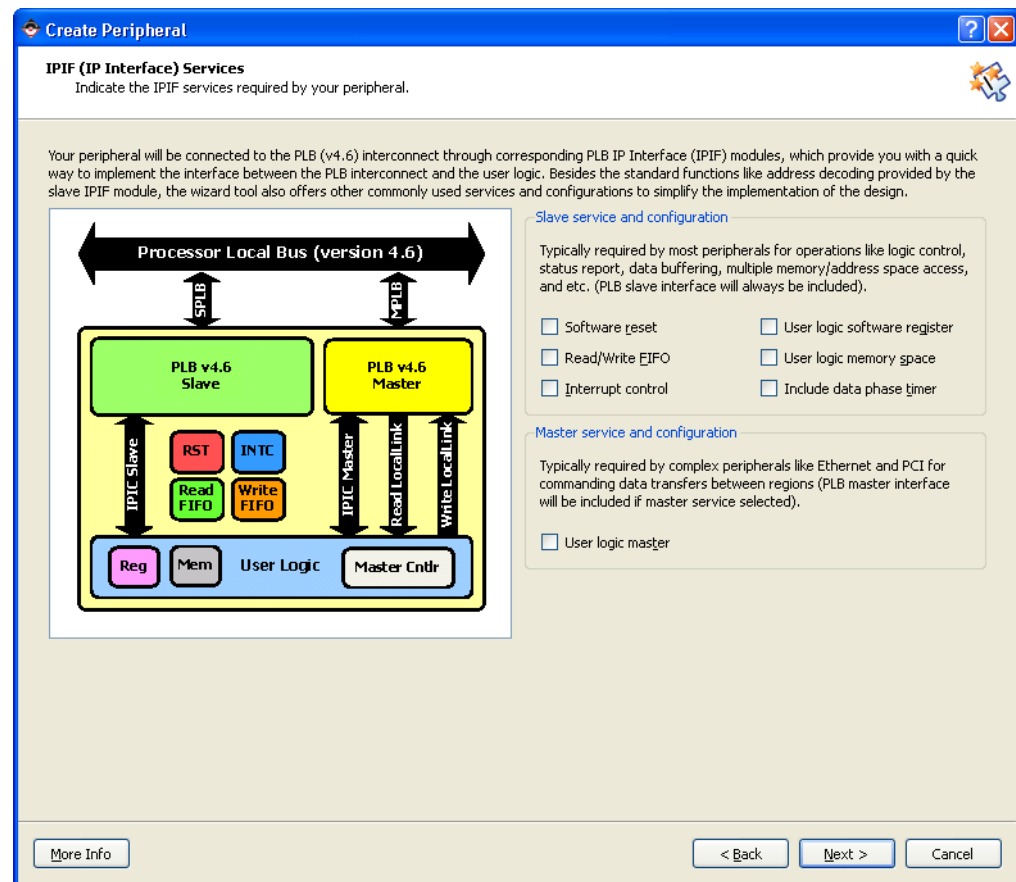 Create Peripheral
IPIF (IP Interface) Services
Indicate the IPIF services required by your peripheral.
Your peripheral will be connected to the PLB (v4.6) interconnect through corresponding PLB IP Interface (IPIF) modules, which provide you with a quick
way to implement the interface between the PLB interconnect and the user logic. Besides the standard functions like address decoding provided by the
slave IPIF module, the wizard tool also offers other commonly used services and configurations to simplify the implementation of the design.
Processor Local Bus (version 4.6)
SPLB
MPLB
PLB v4.6
Slave
PLB v4.6
Master
IPIC Slave
RST
INTC
Read
FIFO
Write
FIFO
IPIC Master
Read LocalLink
Write LocalLink
Reg
Mem
User Logic
Master Cntlr
Slave service and configuration
Typically required by most peripherals for operations like logic control,
status report, data buffering, multiple memory/address space access,
and etc. (PLB slave interface will always be included).
Software reset
User logic software register
Read/Write FIFO
User logic memory space
Interrupt control
Include data phase timer
Master service and configuration
Typically required by complex peripherals like Ethernet and PCI for
commanding data transfers between regions (PLB master interface
will be included if master service selected).
User logic master
More Info
< Back
Next >
Cancel